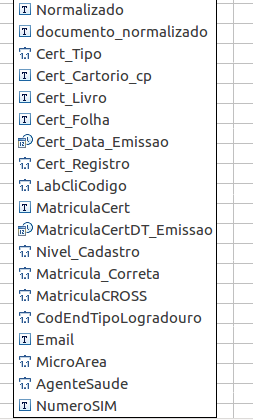 Normalizado
documento_normalizado
Cert_Tipo
Cert_Cartorio_cp
Cert_Livro
Cert_Folha
Cert_Data_Emissao
Cert_Registro
LabCliCodigo
MatriculaCert
MatriculaCertDT_Emissao
Nivel_Cadastro
Matricula_Correta
MatriculaCROSS
CodEndTipoLogradouro
Email
MicroArea
AgenteSaude
NumeroSIM